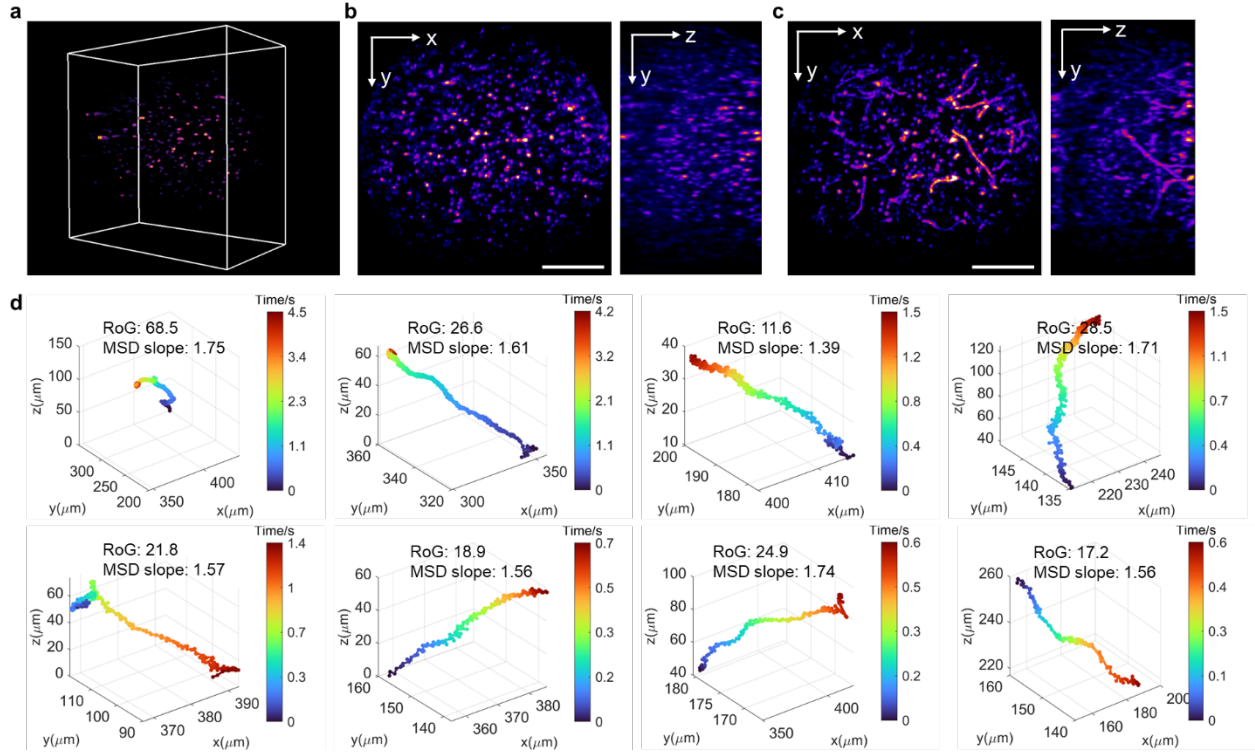 a
b
x
y
z
y
c
x
y
z
y
d
Time/s
RoG: 68.5
MSD slope: 1.75
4.5
3.4
2.3
1.1
0
150
100
50
0
z(μm)
300
250
200
y(μm)
350
400
x(μm)
Time/s
RoG: 26.6
MSD slope: 1.61
4.2
3.2
2.1
1.1
0
60
40
20
0
z(μm)
360
340
320
y(μm)
300
350
x(μm)
Time/s
RoG: 11.6
MSD slope: 1.39
1.5
1.2
0.8
0.4
0
40
30
20
10
z(μm)
200
190
180
y(μm)
400
410
x(μm)
Time/s
RoG: 28.5
MSD slope: 1.71
1.5
1.1
0.7
0.4
0
120
100
80
60
40
z(μm)
145
140
135
y(μm)
220
230
240
x(μm)
Time/s
RoG: 21.8
MSD slope: 1.57
1.4
1
0.7
0.3
0
60
40
20
0
z(μm)
110
100
90
y(μm)
370
380
390
x(μm)
Time/s
RoG: 18.9
MSD slope: 1.56
0.7
0.5
0.3
0.2
0
60
40
20
0
z(μm)
160
150
140
y(μm)
360
370
380
x(μm)
Time/s
RoG: 24.9
MSD slope: 1.74
0.6
0.5
0.3
0.2
0
100
80
60
40
z(μm)
180
175
170
y(μm)
350
400
x(μm)
Time/s
RoG: 17.2
MSD slope: 1.56
0.6
0.5
0.3
0.2
0
260
240
220
z(μm)
160
150
140
y(μm)
160
180
200
x(μm)